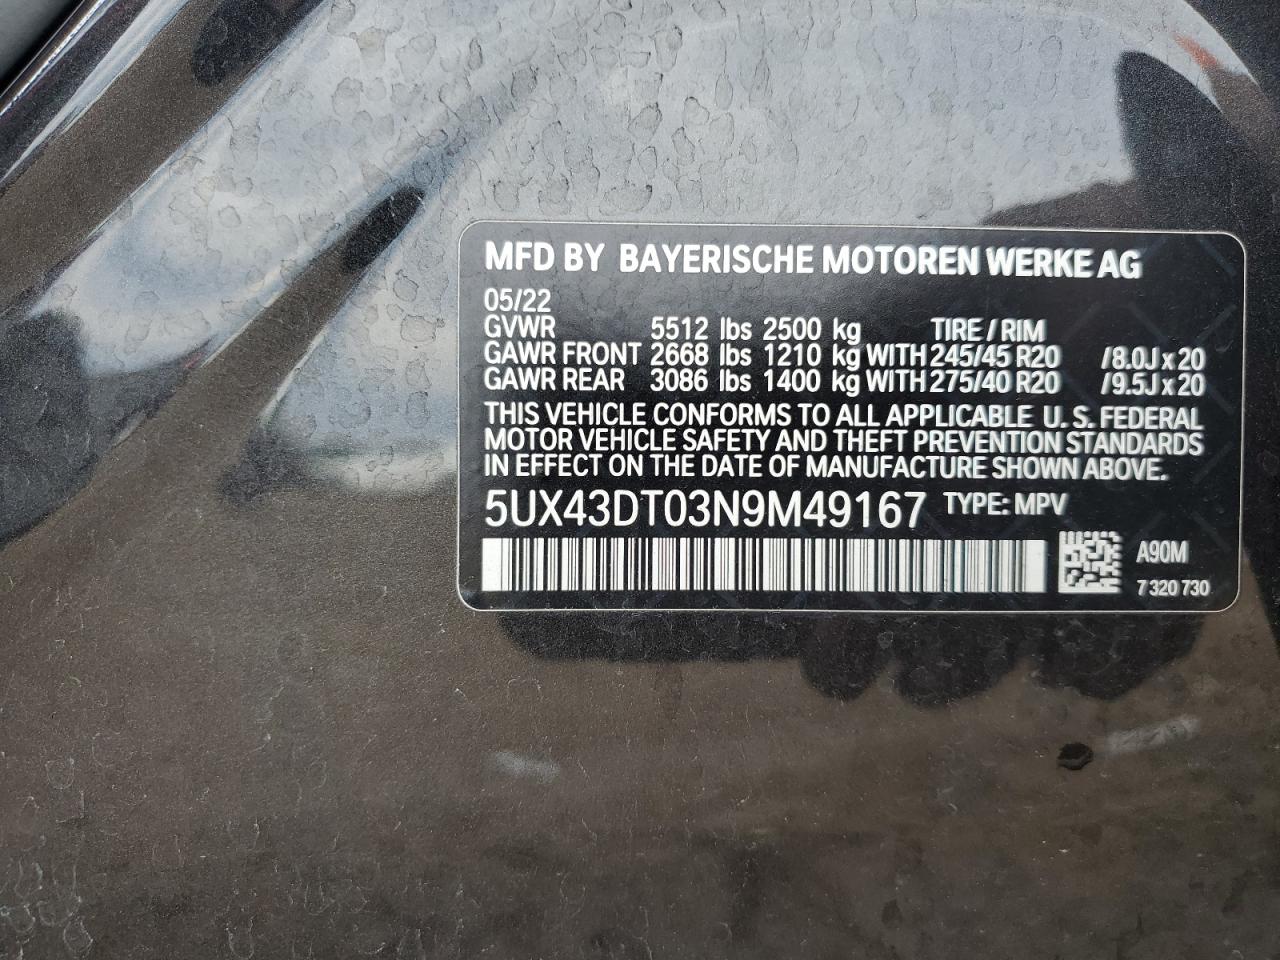 MFD BY BAYERISCHE MOTOREN WERKE AG
05/22
GVWR 5512 lbs 2500 kg TIRE / RIM
GAWR FRONT 2668 lbs 1210 kg WITH 245/45 R20 /8.0J x 20
GAWR REAR 3086 lbs 1400 kg WITH 275/40 R20 /9.5J x 20
THIS VEHICLE CONFORMS TO ALL APPLICABLE U. S. FEDERAL
MOTOR VEHICLE SAFETY AND THEFT PREVENTION STANDARDS
IN EFFECT ON THE DATE OF MANUFACTURE SHOWN ABOVE.
5UX43DT03N9M49167 TYPE: MPV
A90M
7 320 730